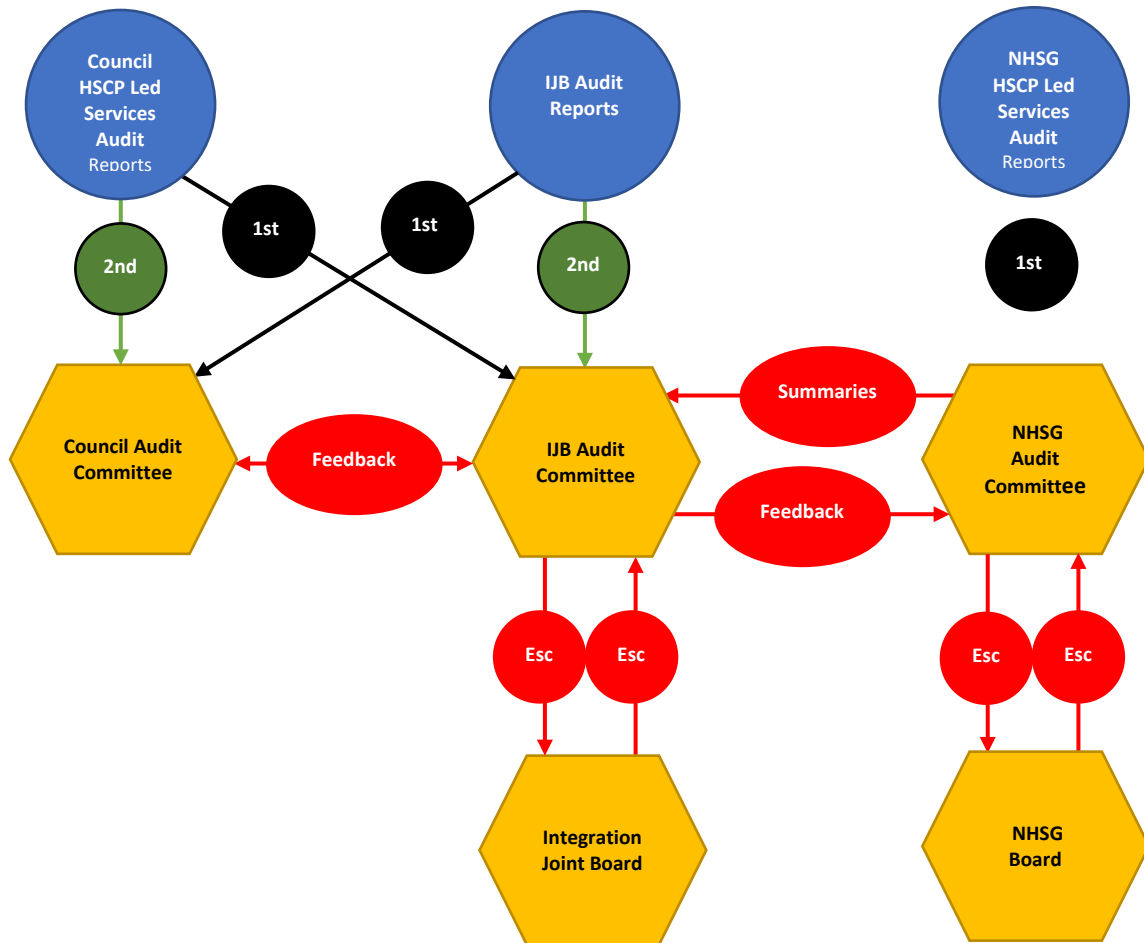 Council
HSCP Led
Services
Audit
Reports
IJB Audit
Reports
NHSG
HSCP Led
Services
Audit
Reports
1st
1st
2nd
2nd
1st
Summaries
Council Audit
Committee
Feedback
IJB Audit
Committee
NHSG
Audit
Committee
Feedback
Esc
Esc
Esc
Esc
Integration
Joint Board
NHSG
Board